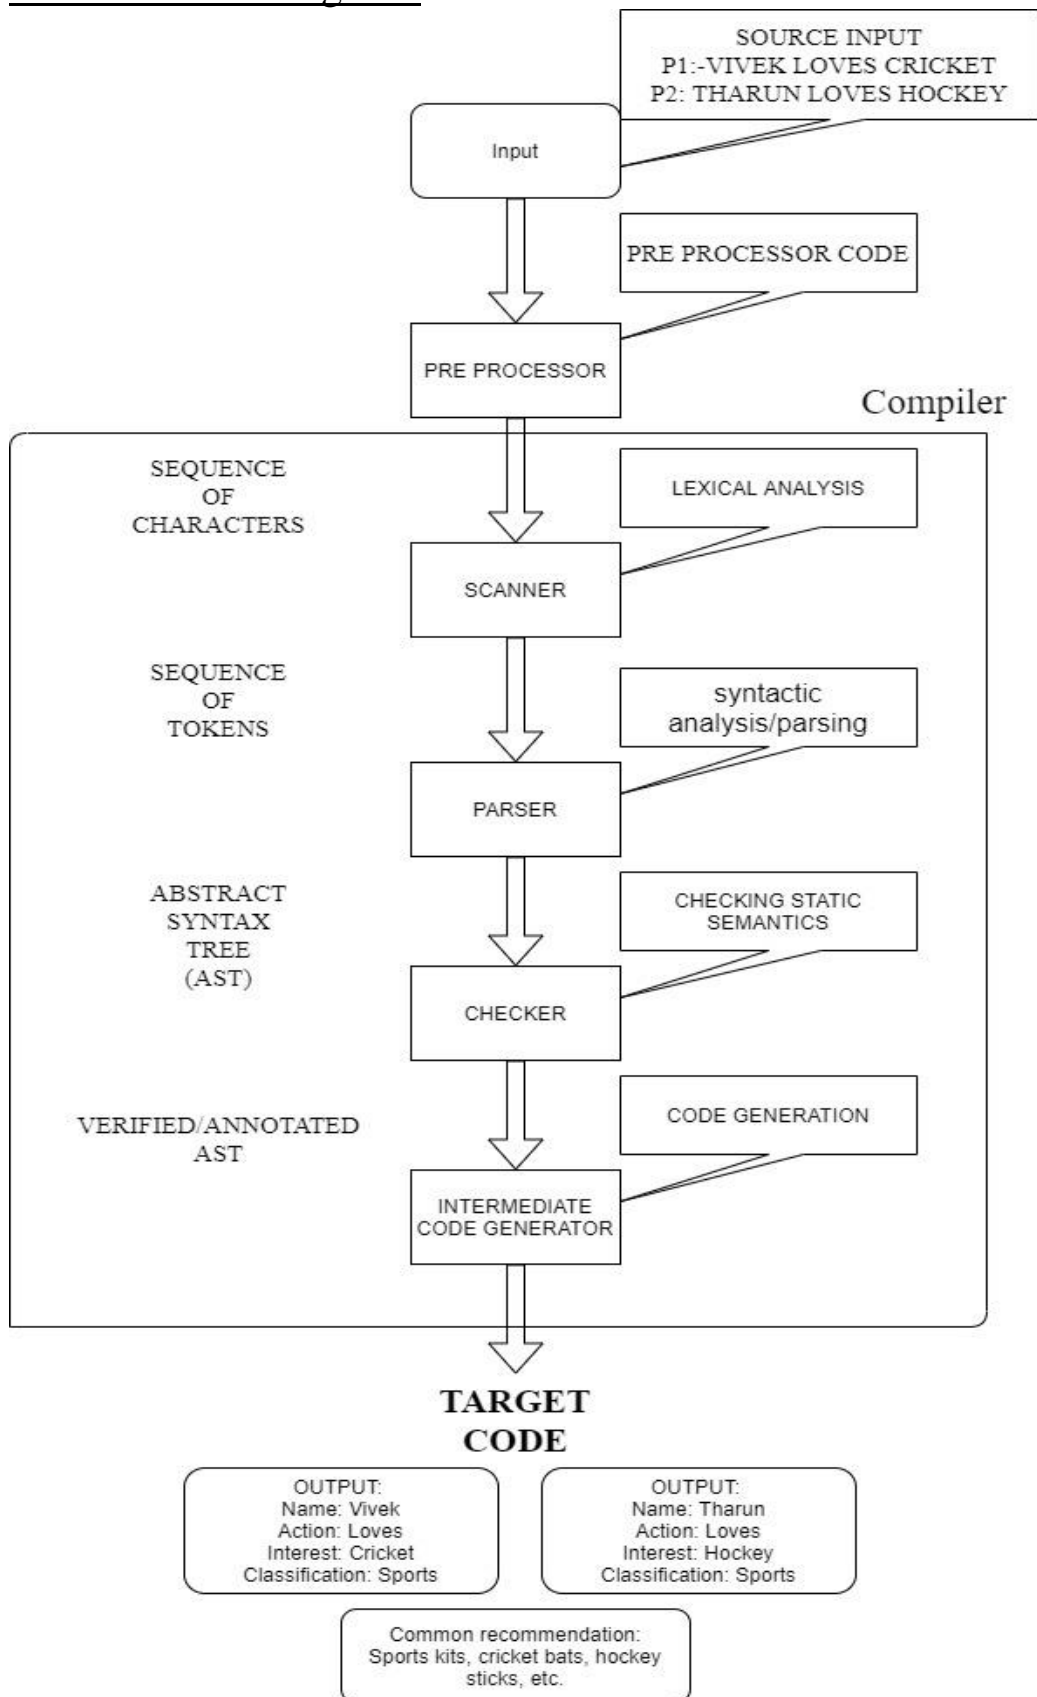 SOURCE INPUT
P1:-VIVEK LOVES CRICKET
P2: THARUN LOVES HOCKEY
Input
PRE PROCESSOR CODE
PRE PROCESSOR
Compiler
SEQUENCE
OF
CHARACTERS
LEXICAL ANALYSIS
SCANNER
SEQUENCE
OF
TOKENS
syntactic
analysis/parsing
PARSER
ABSTRACT
SYNTAX
TREE
(AST)
CHECKING STATIC
SEMANTICS
CHECKER
VERIFIED/ANNOTATED
AST
CODE GENERATION
INTERMEDIATE
CODE GENERATOR
TARGET
CODE
OUTPUT:
Name: Vivek
Action: Loves
Interest: Cricket
Classification: Sports
OUTPUT:
Name: Tharun
Action: Loves
Interest: Hockey
Classification: Sports
Common recommendation:
Sports kits, cricket bats, hockey
sticks, etc.